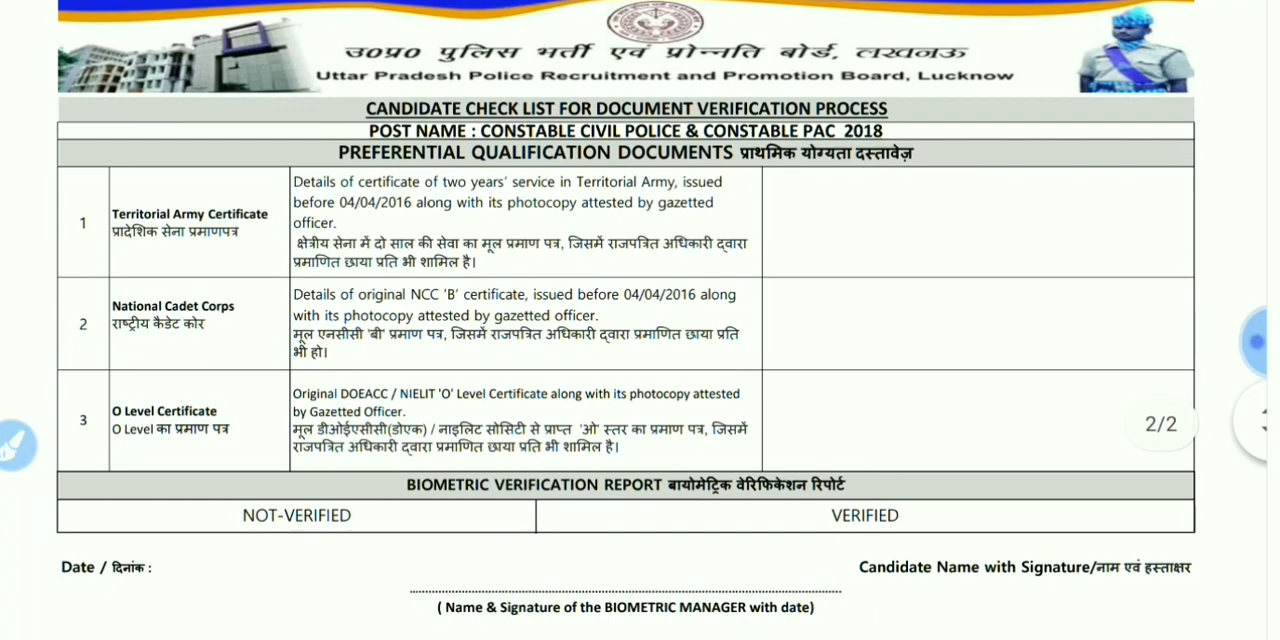 उ०प्र० पुलिस भर्ती एवं प्रोन्नति बोर्ड, लखनऊ
Uttar Pradesh Police Recruitment and Promotion Board, Lucknow
CANDIDATE CHECK LIST FOR DOCUMENT VERIFICATION PROCESS
POST NAME : CONSTABLE CIVIL POLICE & CONSTABLE PAC 2018
PREFERENTIAL QUALIFICATION DOCUMENTS प्राथमिक योग्यता दस्तावेज़
1
Territorial Army Certificate
प्रादेशिक सेना प्रमाणपत्र
Details of certificate of two years' service in Territorial Army, issued
before 04/04/2016 along with its photocopy attested by gazetted
officer.
क्षेत्रीय सेना में दो साल की सेवा का मूल प्रमाण पत्र, जिसमें राजपत्रित अधिकारी द्वारा
प्रमाणित छाया प्रति भी शामिल है।
2
National Cadet Corps
राष्ट्रीय कैडेट कोर
Details of original NCC 'B' certificate, issued before 04/04/2016 along
with its photocopy attested by gazetted officer.
मूल एनसीसी 'बी' प्रमाण पत्र, जिसमें राजपत्रित अधिकारी द्वारा प्रमाणित छाया प्रति
भी हो।
3
O Level Certificate
O Level का प्रमाण पत्र
Original DOEACC / NIELIT 'O' Level Certificate along with its photocopy attested
by Gazetted Officer.
मूल डीओईएसीसी(डोएक) / नाइलिट सोसिटी से प्राप्त 'ओ' स्तर का प्रमाण पत्र, जिसमें
राजपत्रित अधिकारी द्वारा प्रमाणित छाया प्रति भी शामिल है।
2/2
BIOMETRIC VERIFICATION REPORT बायोमेट्रिक वेरिफिकेशन रिपोर्ट
NOT-VERIFIED
VERIFIED
Date / दिनांक :
Candidate Name with Signature/नाम एवं हस्ताक्षर
( Name & Signature of the BIOMETRIC MANAGER with date)